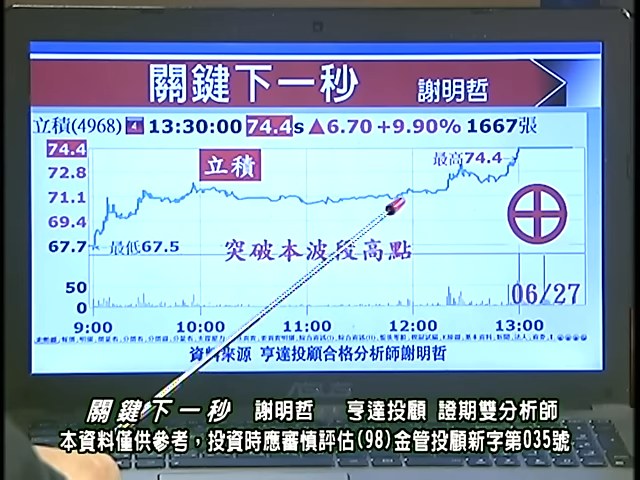 關鍵下一秒 謝明哲
立積(4968) 13:30:00 74.4s ▲6.70 +9.90% 1667張
74.4
72.8
71.1
69.4
67.7
50
0
立積
最高74.4
最低67.5
突破本波段高點
06/27
9:00 10:00 11:00 12:00 13:00
資料來源 亨達投顧合格分析師謝明哲
ASUS
關鍵下一秒 謝明哲 亨達投顧 證期雙分析師
本資料僅供參考，投資時應審慎評估(98)金管投顧新字第035號